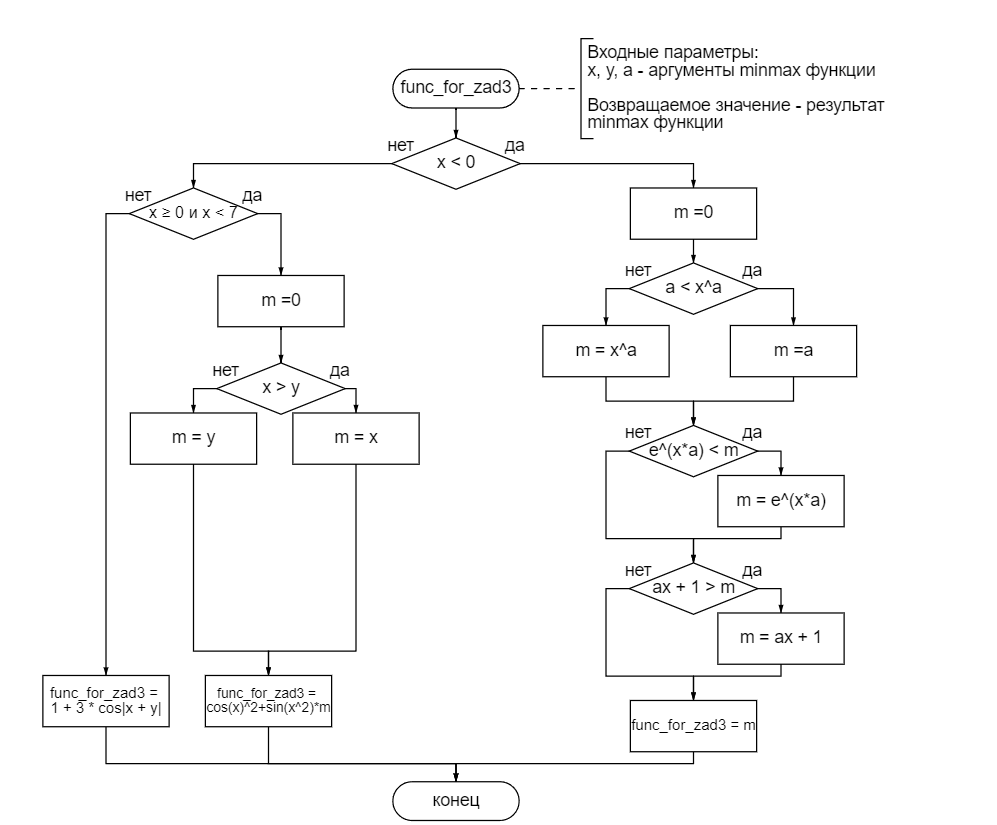 Входные параметры:
x, y, a - аргументы minmax функции
Возвращаемое значение - результат
minmax функции
func_for_zad3
нет
да
x < 0
нет
да
x ≥ 0 и x < 7
m =0
нет
да
a < x^a
m =0
m = x^a
m =a
нет
да
x > y
m = y
m = x
нет
да
e^(x*a) < m
m = e^(x*a)
нет
да
ax + 1 > m
m = ax + 1
func_for_zad3 =
1 + 3 * cos|x + y|
func_for_zad3 =
cos(x)^2+sin(x^2)*m
func_for_zad3 = m
конец